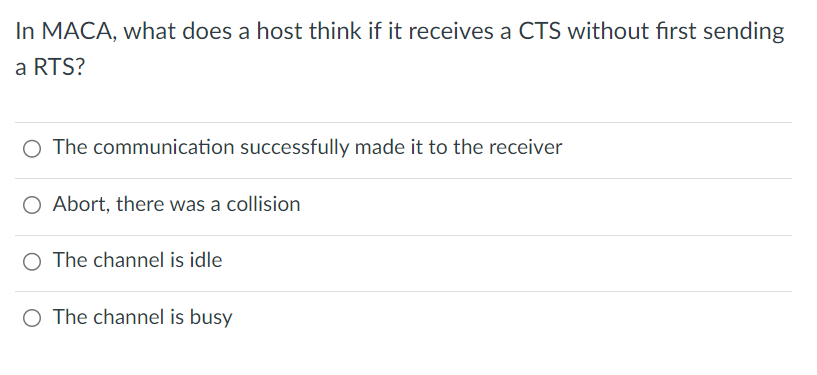 In MACA, what does a host think if it receives a CTS without first sending
a RTS?
The communication successfully made it to the receiver
Abort, there was a collision
The channel is idle
The channel is busy